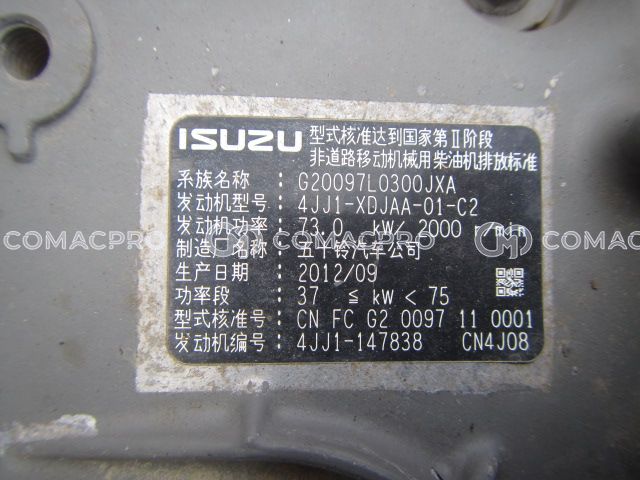 ISUZU 型式核准达到国家第Ⅱ阶段
非道路移动机械用柴油机排放标准
系族名称 : G20097L0300JXA
发动机型号: 4JJ1-XDJAA-01-C2
发动机功率: 73.0 kW/ 2000 r/min
制造厂名称: 五十铃汽车公司
生产日期 : 2012/09
功率段 : 37 ≦ kW < 75
型式核准号: CN FC G2 0097 11 0001
发动机编号: 4JJ1-147838 CN4J08
COMACPRO COMACPRO COMACPRO